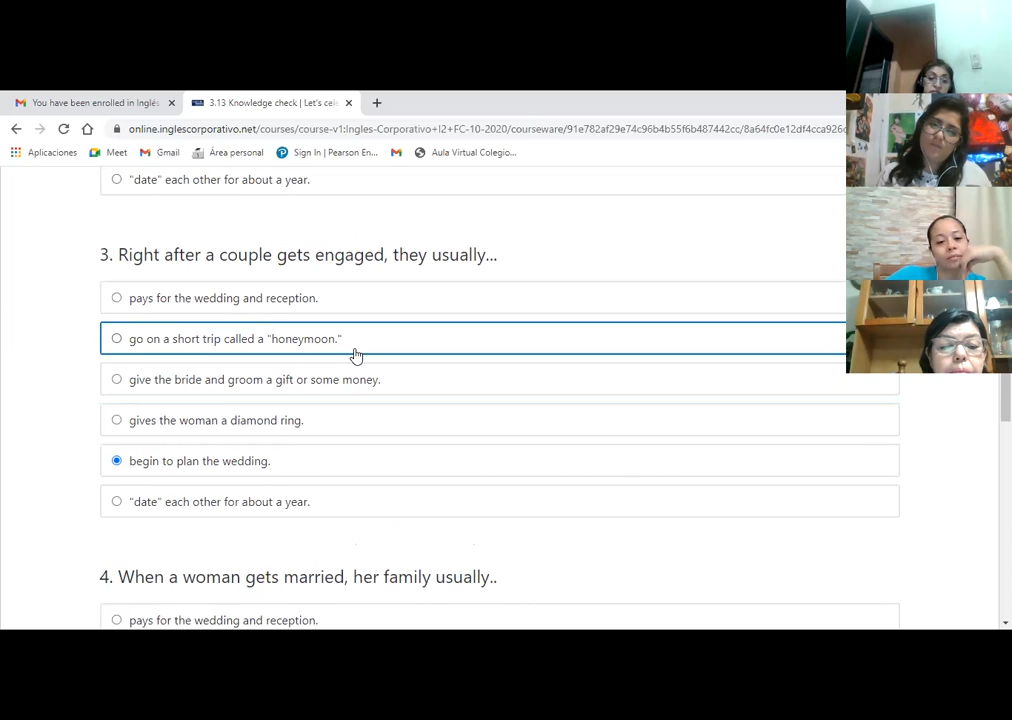 You have been enrolled in Inglés
3.13 Knowledge check | Let's cel
online.inglescorporativo.net/courses/course-v1:Ingles-Corporativo+I2+FC-10-2020/courseware/91e782af29e74c96b4b55f6b487442cc/8a64fc0e12df4cca926c
Aplicaciones Meet Gmail Área personal Sign In | Pearson En... Aula Virtual Colegio...
"date" each other for about a year.
3. Right after a couple gets engaged, they usually...
pays for the wedding and reception.
go on a short trip called a "honeymoon."
give the bride and groom a gift or some money.
gives the woman a diamond ring.
begin to plan the wedding.
"date" each other for about a year.
4. When a woman gets married, her family usually..
pays for the wedding and reception.